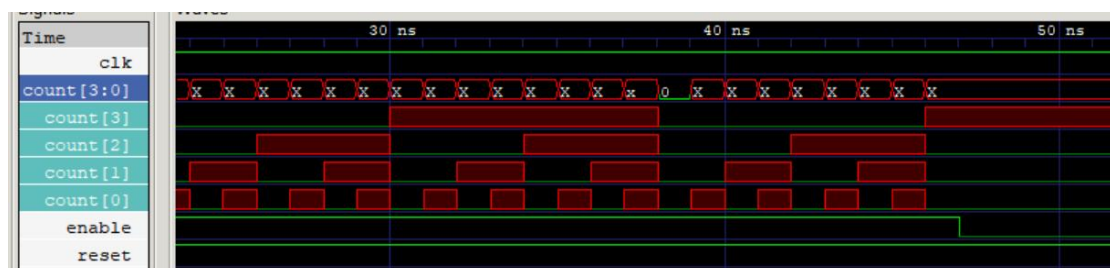 Signals
Waves
Time
30 ns
40 ns
50 ns
clk
count[3:0]
x x x x x x x x x x x x x x 0 x x x x x x x x
count[3]
count[2]
count[1]
count[0]
enable
reset